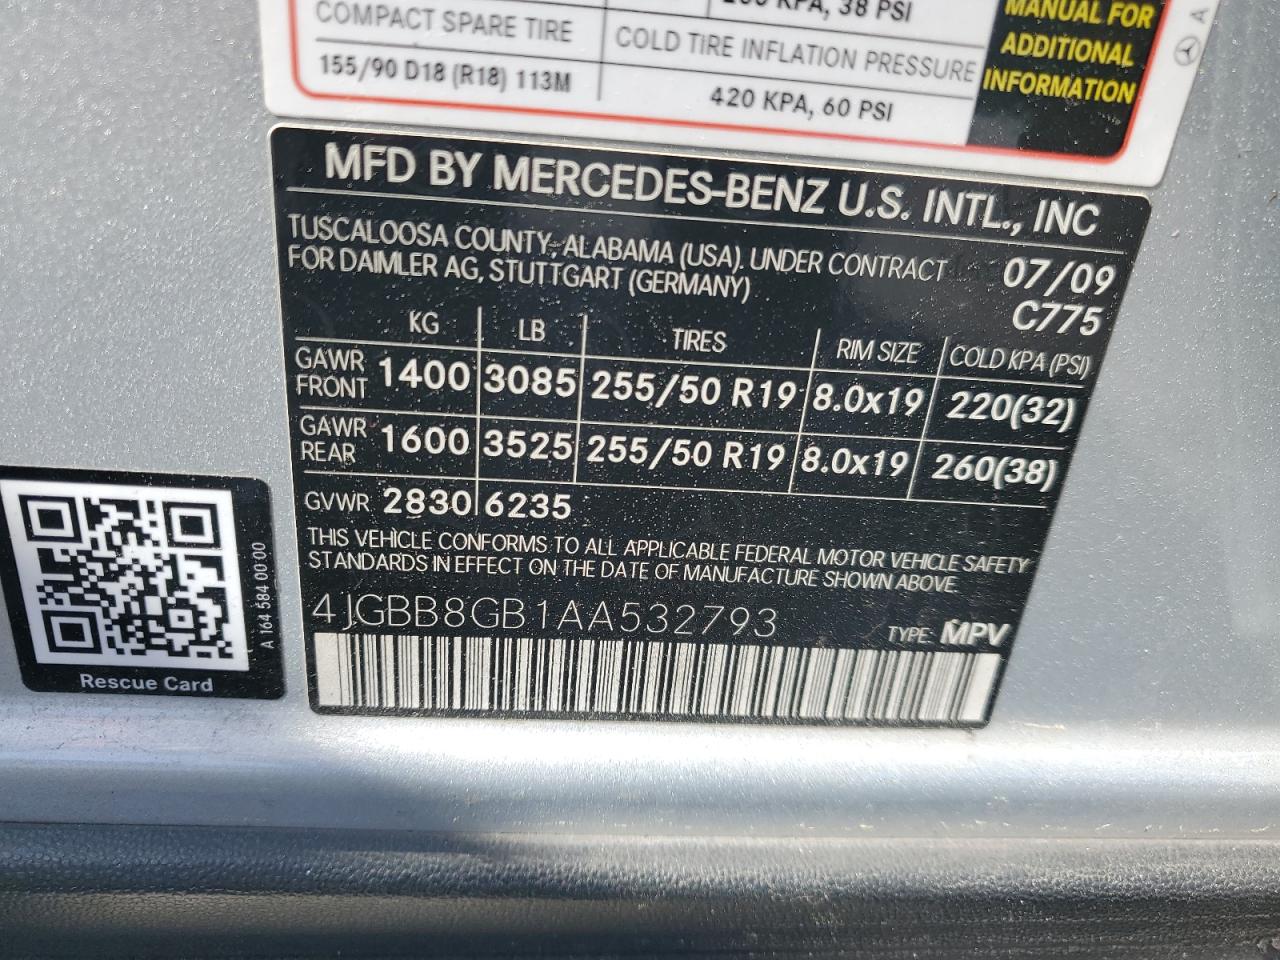 KPA, 38 PSI
MANUAL FOR
ADDITIONAL
INFORMATION
COMPACT SPARE TIRE
COLD TIRE INFLATION PRESSURE
155/90 D18 (R18) 113M
420 KPA, 60 PSI
A
MFD BY MERCEDES-BENZ U.S. INTL., INC
TUSCALOOSA COUNTY, ALABAMA (USA). UNDER CONTRACT
FOR DAIMLER AG, STUTTGART (GERMANY)
07/09
C775
KG LB TIRES RIM SIZE COLD KPA (PSI)
GAWR FRONT 1400 3085 255/50 R19 8.0x19 220(32)
GAWR REAR 1600 3525 255/50 R19 8.0x19 260(38)
GVWR 2830 6235
THIS VEHICLE CONFORMS TO ALL APPLICABLE FEDERAL MOTOR VEHICLE SAFETY
STANDARDS IN EFFECT ON THE DATE OF MANUFACTURE SHOWN ABOVE.
4JGBB8GB1AA532793
TYPE: MPV
A 164 584 00 00
Rescue Card